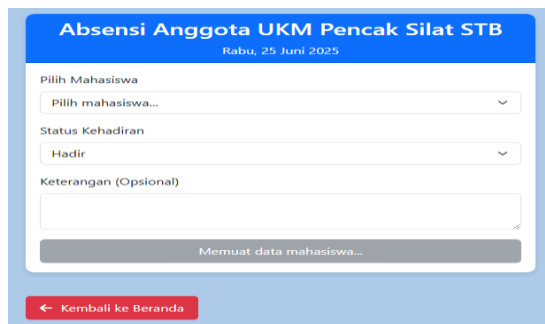 Absensi Anggota UKM Pencak Silat STB
Rabu, 25 Juni 2025
Pilih Mahasiswa
Pilih mahasiswa...
Status Kehadiran
Hadir
Keterangan (Opsional)
Memuat data mahasiswa...
← Kembali ke Beranda